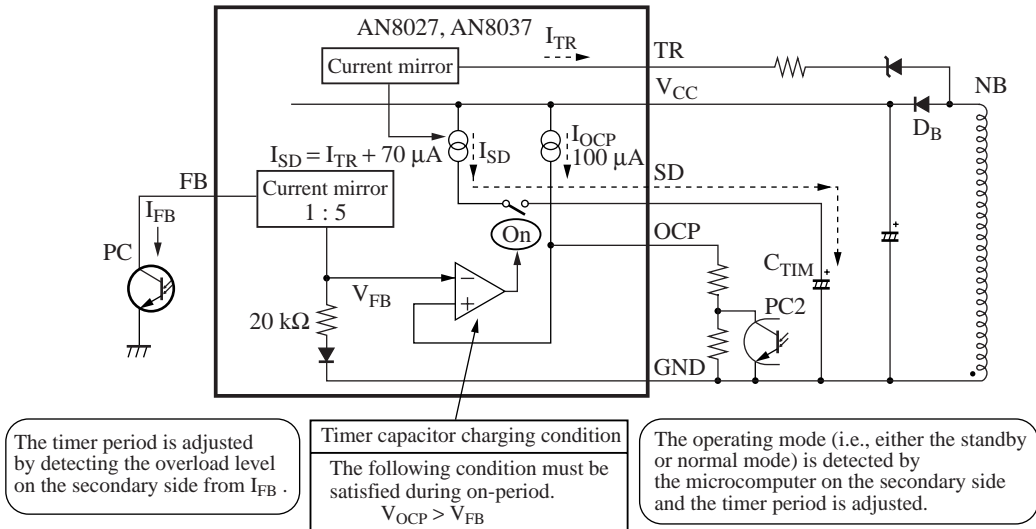 AN8027, AN8037
I_TR
TR
Current mirror
V_CC
NB
D_B
I_SD = I_TR + 70 μA
I_SD
I_OCP
100 μA
SD
FB
Current mirror
1 : 5
I_FB
PC
On
OCP
C_TIM
V_FB
−
+
20 kΩ
PC2
GND
+
+
The timer period is adjusted
by detecting the overload level
on the secondary side from I_FB .
Timer capacitor charging condition
The following condition must be
satisfied during on-period.
V_OCP > V_FB
The operating mode (i.e., either the standby
or normal mode) is detected by
the microcomputer on the secondary side
and the timer period is adjusted.